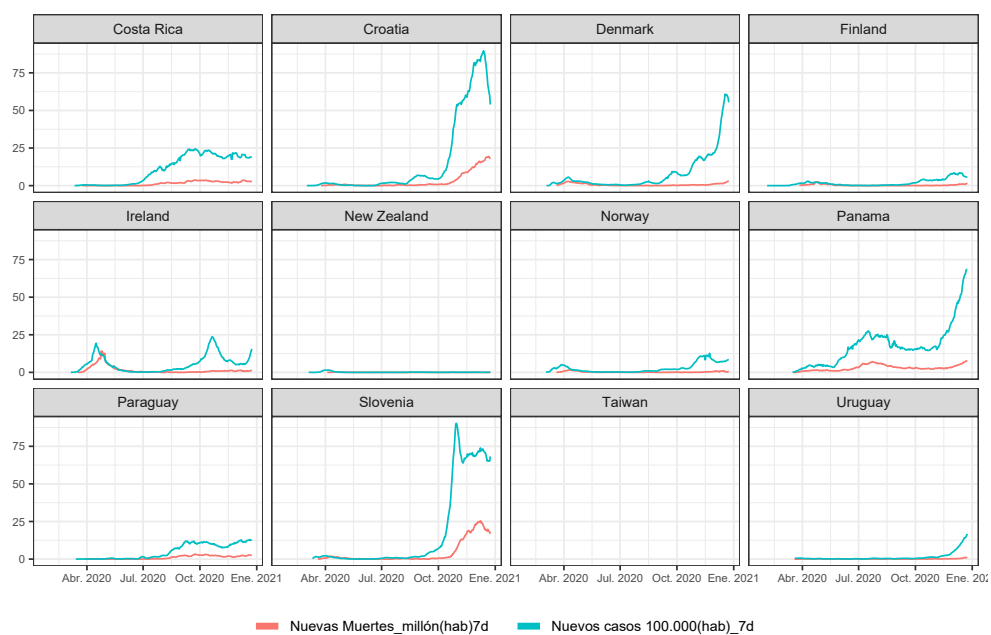 Costa Rica Croatia Denmark Finland
75
50
25
0
Ireland New Zealand Norway Panama
75
50
25
0
Paraguay Slovenia Taiwan Uruguay
75
50
25
0
Abr. 2020 Jul. 2020 Oct. 2020 Ene. 2021 Abr. 2020 Jul. 2020 Oct. 2020 Ene. 2021 Abr. 2020 Jul. 2020 Oct. 2020 Ene. 2021 Abr. 2020 Jul. 2020 Oct. 2020 Ene. 202
Nuevas Muertes_millón(hab)7d Nuevos casos 100.000(hab)_7d